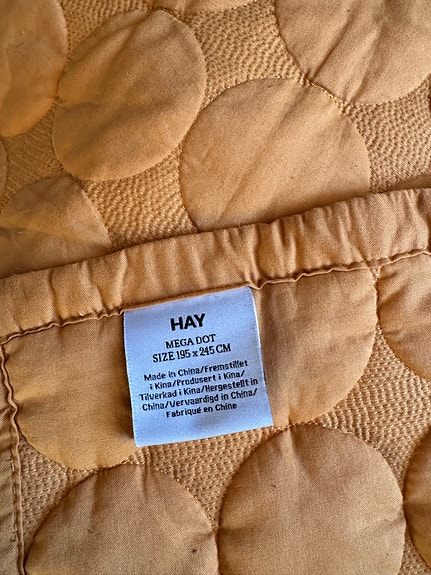 HAY
MEGA DOT
SIZE 195 x 245 CM
Made in China/Fremstillet
i Kina/Produsert i Kina/
Tilverkad i Kina/Hergestellt in
China/Vervaardigd in China/
Fabriqué en Chine